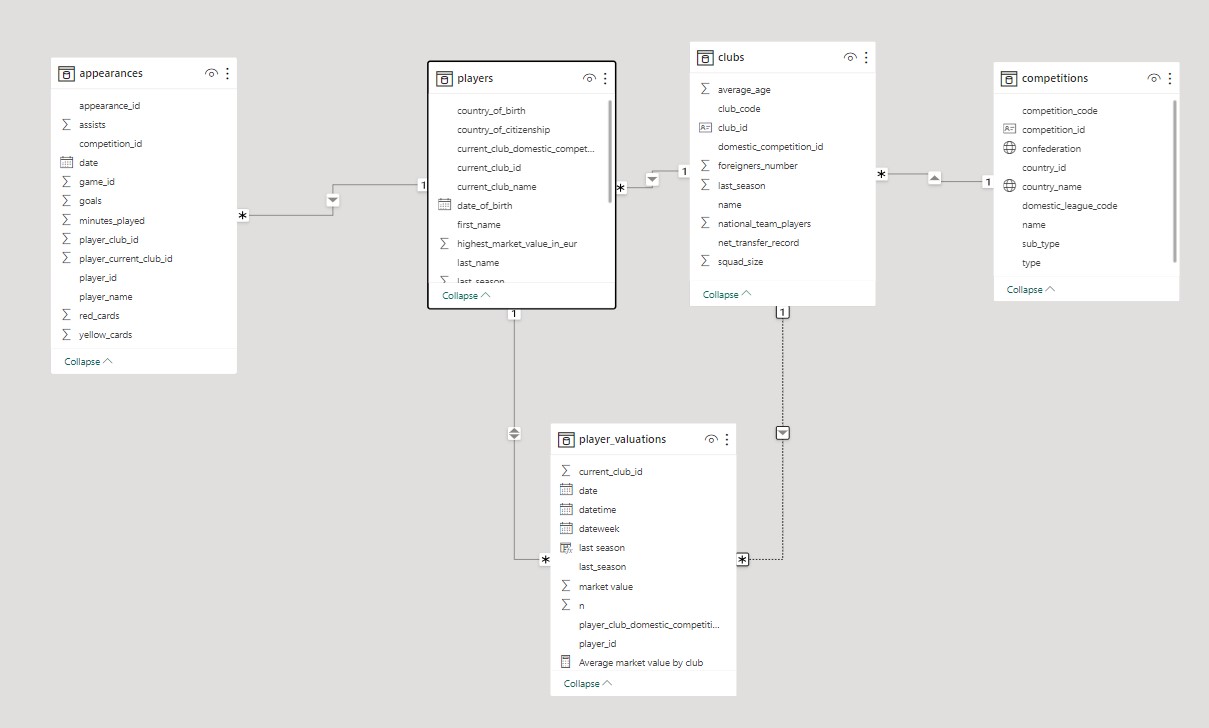 appearances
appearance_id
assists
competition_id
date
game_id
goals
minutes_played
player_club_id
player_current_club_id
player_id
player_name
red_cards
yellow_cards
Collapse
*
1
players
country_of_birth
country_of_citizenship
current_club_domestic_compet...
current_club_id
current_club_name
date_of_birth
first_name
highest_market_value_in_eur
last_name
last_season
Collapse
*
1
clubs
average_age
club_code
club_id
domestic_competition_id
foreigners_number
last_season
name
national_team_players
net_transfer_record
squad_size
Collapse
*
1
competitions
competition_code
competition_id
confederation
country_id
country_name
domestic_league_code
name
sub_type
type
Collapse
1
1
player_valuations
current_club_id
date
datetime
dateweek
last season
last_season
market value
n
player_club_domestic_competiti...
player_id
Average market value by club
Collapse
*
*